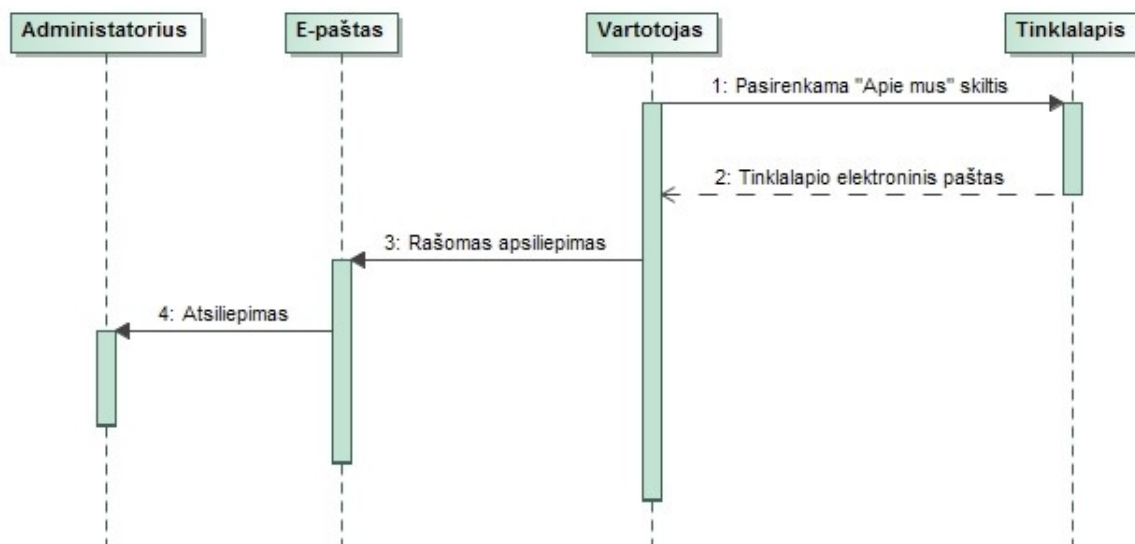 Administatorius
E-paštas
Vartotojas
Tinklalapis
1: Pasirenkama "Apie mus" skiltis
2: Tinklalapio elektroninis paštas
3: Rašomas apsiliepimas
4: Atsiliepimas